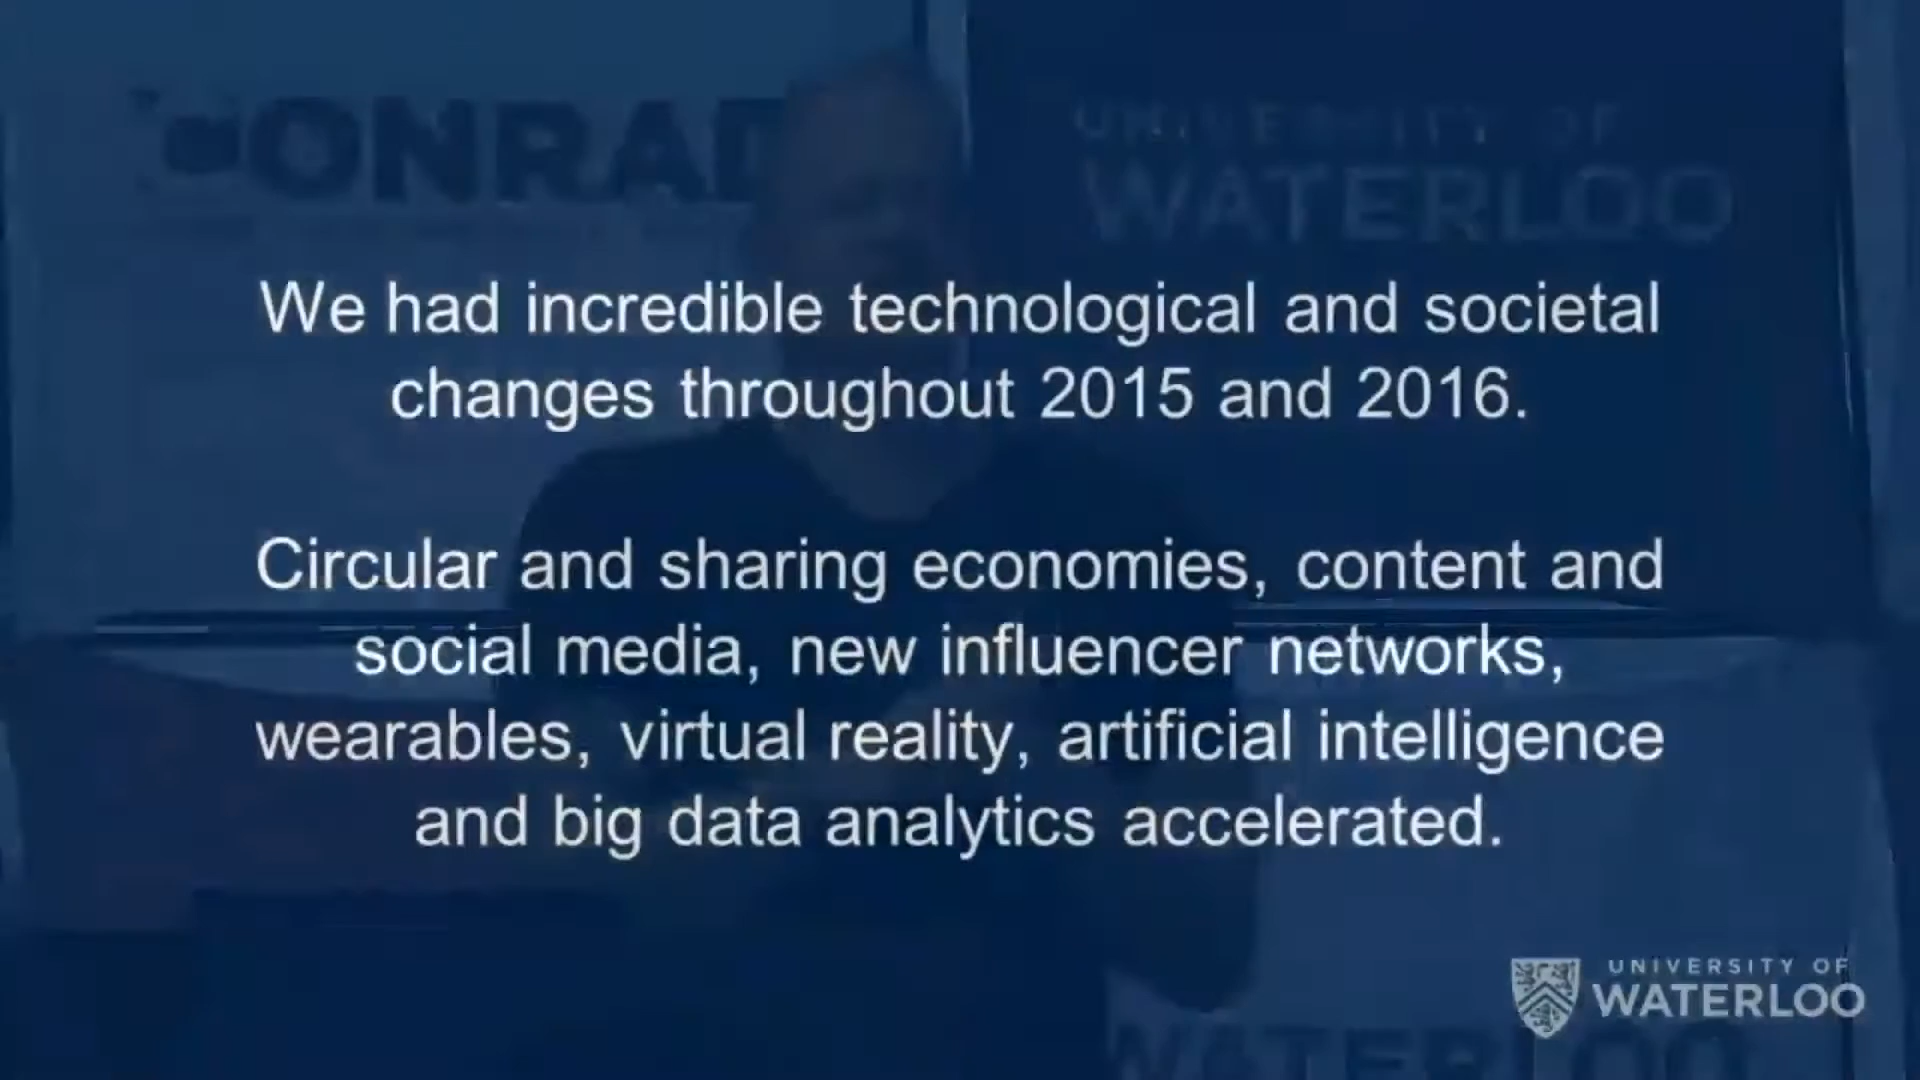 CONRAD
UNIVERSITY OF
WATERLOO
We had incredible technological and societal
changes throughout 2015 and 2016.
Circular and sharing economies, content and
social media, new influencer networks,
wearables, virtual reality, artificial intelligence
and big data analytics accelerated.
UNIVERSITY OF
WATERLOO
WATERLOO